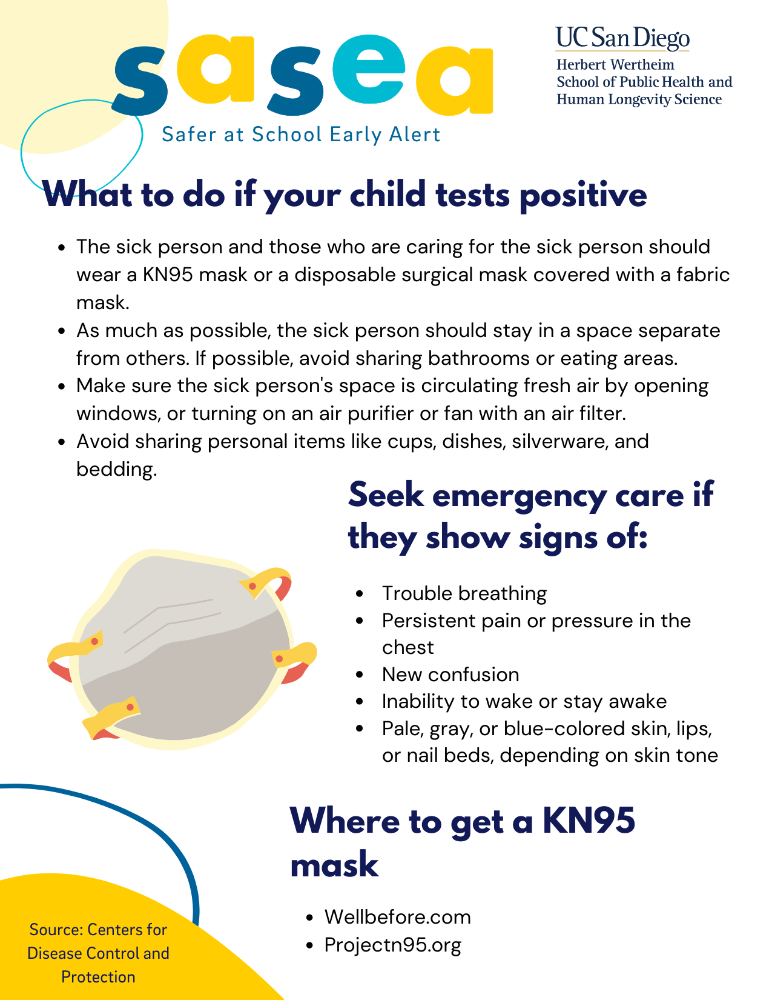 sasea
Safer at School Early Alert
UC San Diego
Herbert Wertheim
School of Public Health and
Human Longevity Science
What to do if your child tests positive
• The sick person and those who are caring for the sick person should
wear a KN95 mask or a disposable surgical mask covered with a fabric
mask.
• As much as possible, the sick person should stay in a space separate
from others. If possible, avoid sharing bathrooms or eating areas.
• Make sure the sick person's space is circulating fresh air by opening
windows, or turning on an air purifier or fan with an air filter.
• Avoid sharing personal items like cups, dishes, silverware, and
bedding.
Seek emergency care if
they show signs of:
• Trouble breathing
• Persistent pain or pressure in the
chest
• New confusion
• Inability to wake or stay awake
• Pale, gray, or blue-colored skin, lips,
or nail beds, depending on skin tone
Where to get a KN95
mask
• Wellbefore.com
• Projectn95.org
Source: Centers for
Disease Control and
Protection